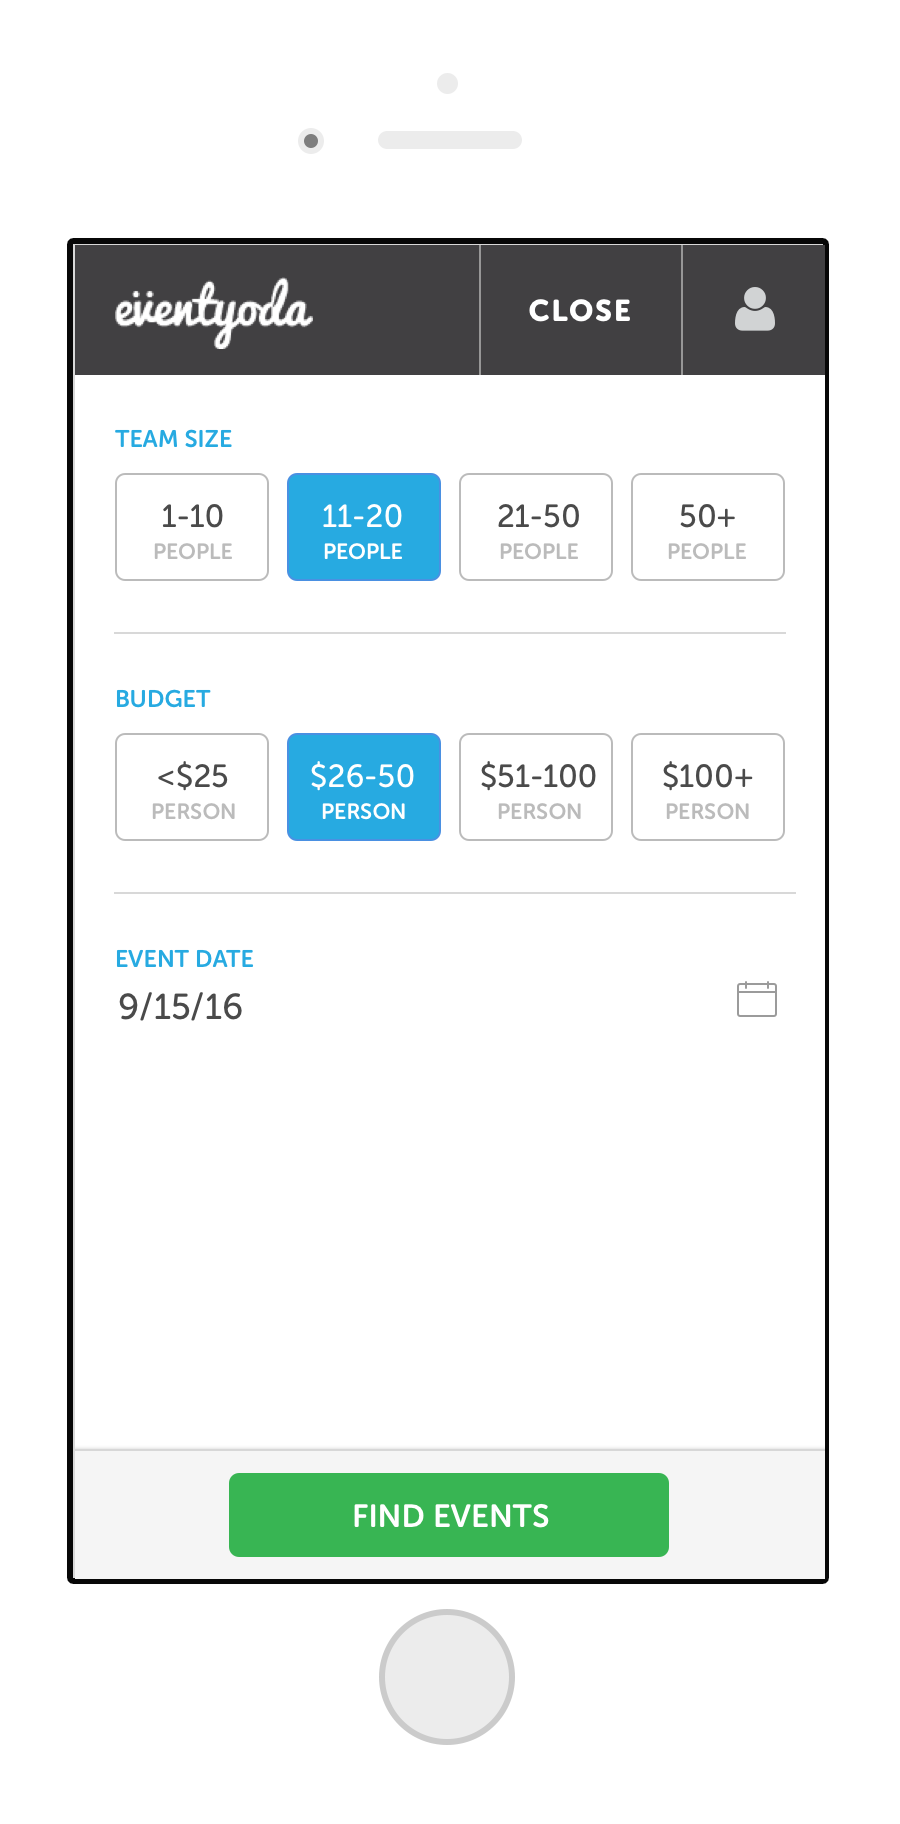 eventyoda
CLOSE
TEAM SIZE
1-10 11-20 21-50 50+
PEOPLE PEOPLE PEOPLE PEOPLE
BUDGET
<$25 $26-50 $51-100 $100+
PERSON PERSON PERSON PERSON
EVENT DATE
9/15/16
FIND EVENTS